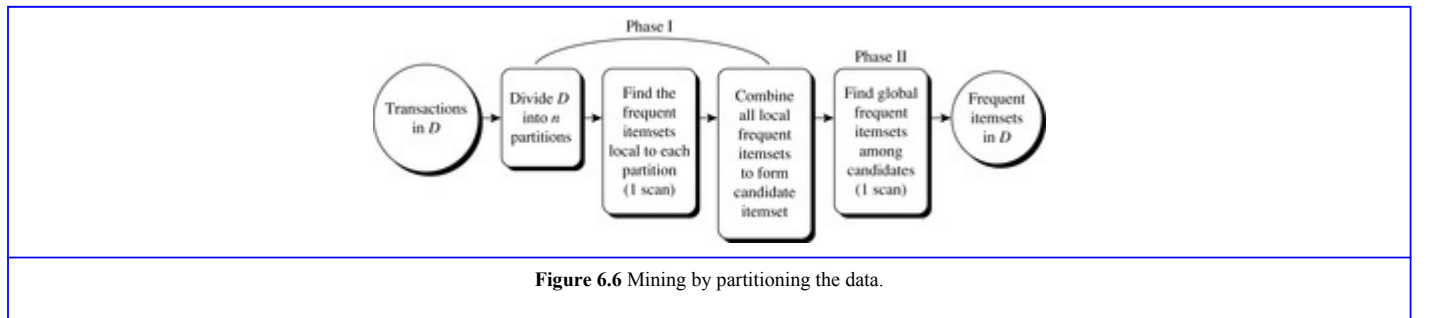 Phase I
Phase II
Transactions
in D
Divide D
into n
partitions
Find the
frequent
itemsets
local to each
partition
(1 scan)
Combine
all local
frequent
itemsets
to form
candidate
itemset
Find global
frequent
itemsets
among
candidates
(1 scan)
Frequent
itemsets
in D
Figure 6.6 Mining by partitioning the data.